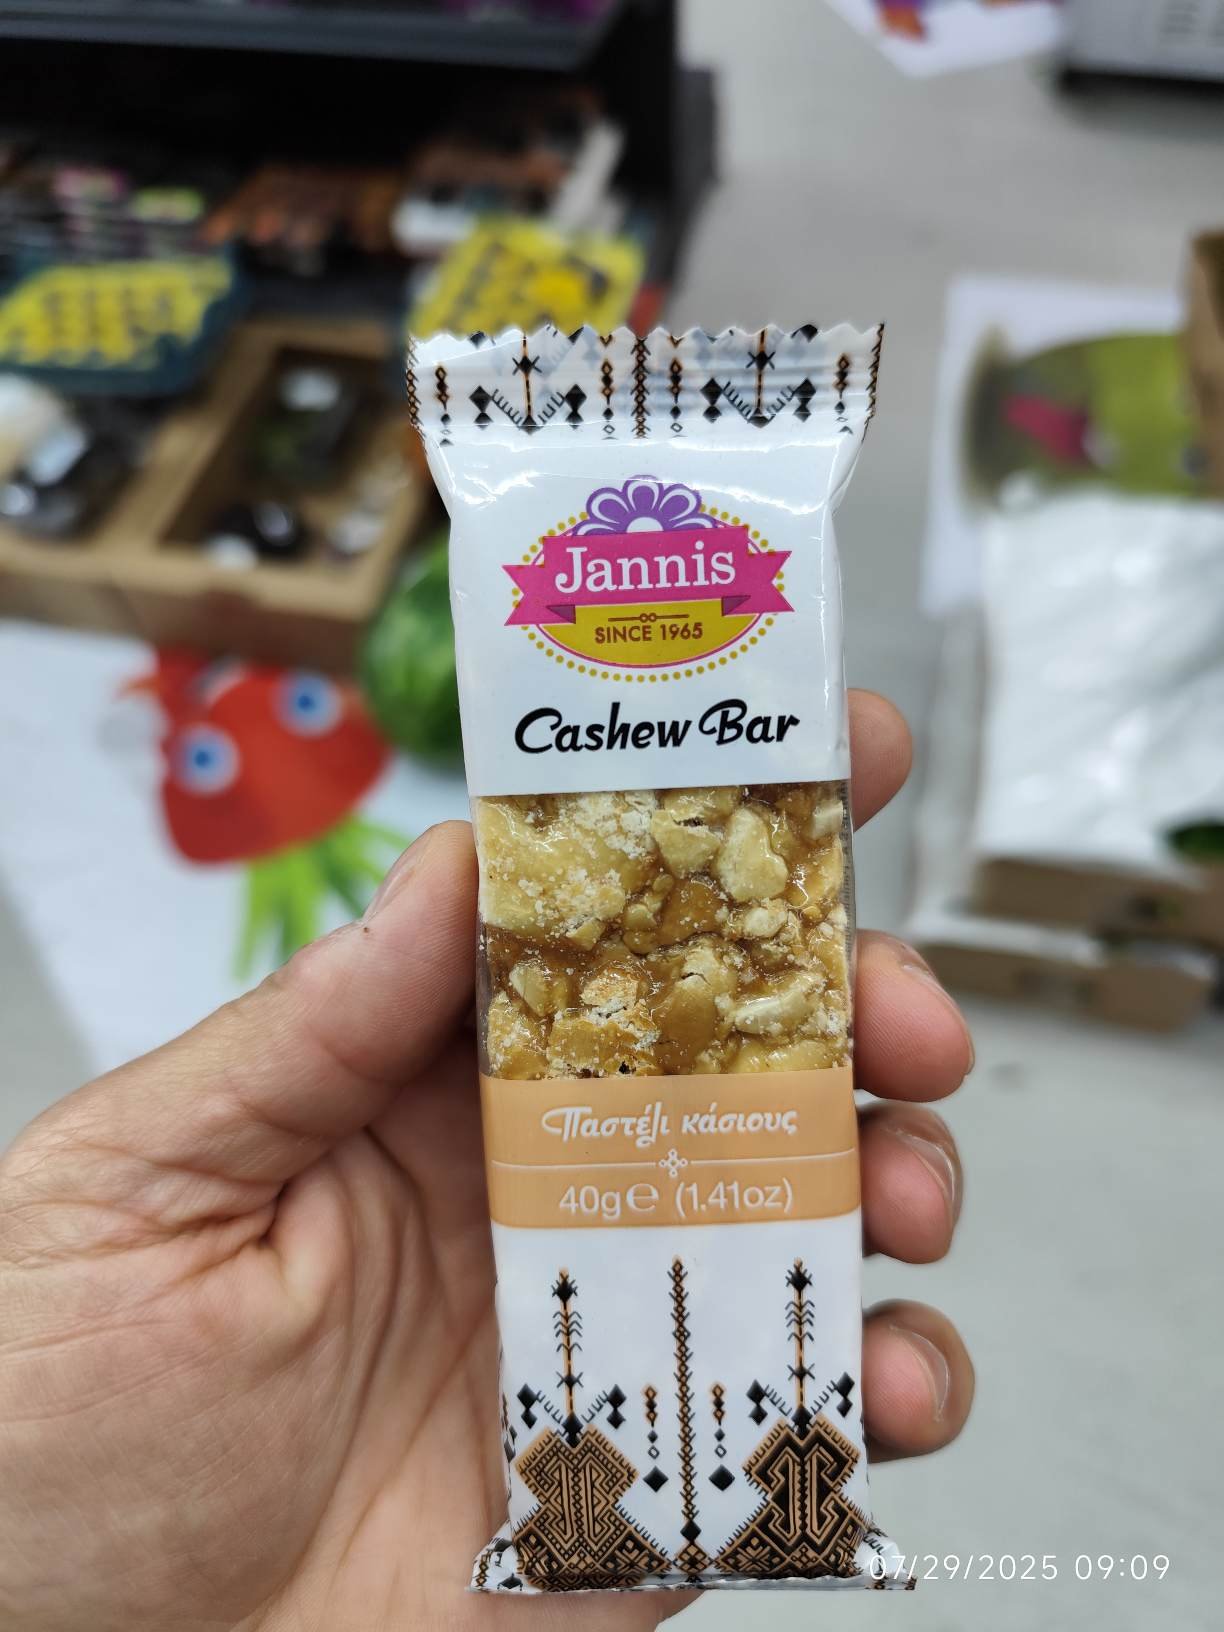 Jannis
SINCE 1965
Cashew Bar
Παστέλι κάσιους
40g℮ (1.41oz)
07/29/2025 09:09